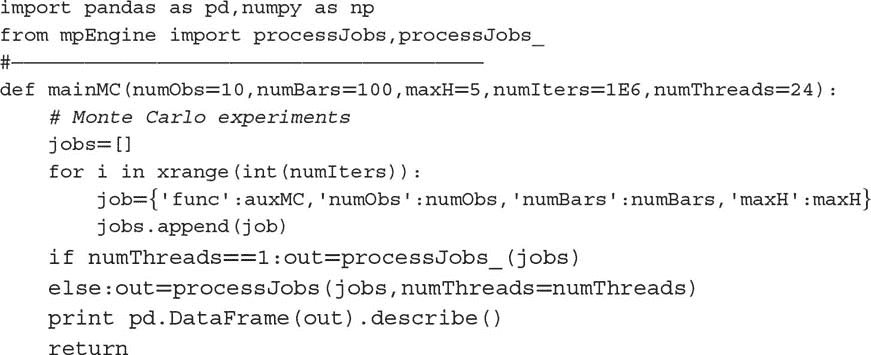 import pandas as pd,numpy as np
from mpEngine import processJobs,processJobs_
#———————————————————————————————————————
def mainMC(numObs=10,numBars=100,maxH=5,numIters=1E6,numThreads=24):
    # Monte Carlo experiments
    jobs=[]
    for i in xrange(int(numIters)):
        job={'func':auxMC,'numObs':numObs,'numBars':numBars,'maxH':maxH}
        jobs.append(job)
    if numThreads==1:out=processJobs_(jobs)
    else:out=processJobs(jobs,numThreads=numThreads)
    print pd.DataFrame(out).describe()
    return